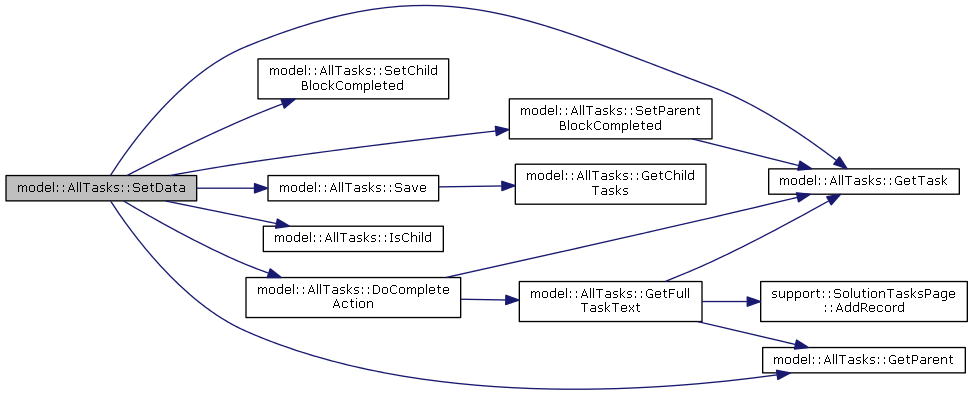 model::AllTasks::SetData
model::AllTasks::SetChild
BlockCompleted
model::AllTasks::SetParent
BlockCompleted
model::AllTasks::Save
model::AllTasks::GetChild
Tasks
model::AllTasks::IsChild
model::AllTasks::DoComplete
Action
model::AllTasks::GetFull
TaskText
model::AllTasks::GetTask
support::SolutionTasksPage
::AddRecord
model::AllTasks::GetParent